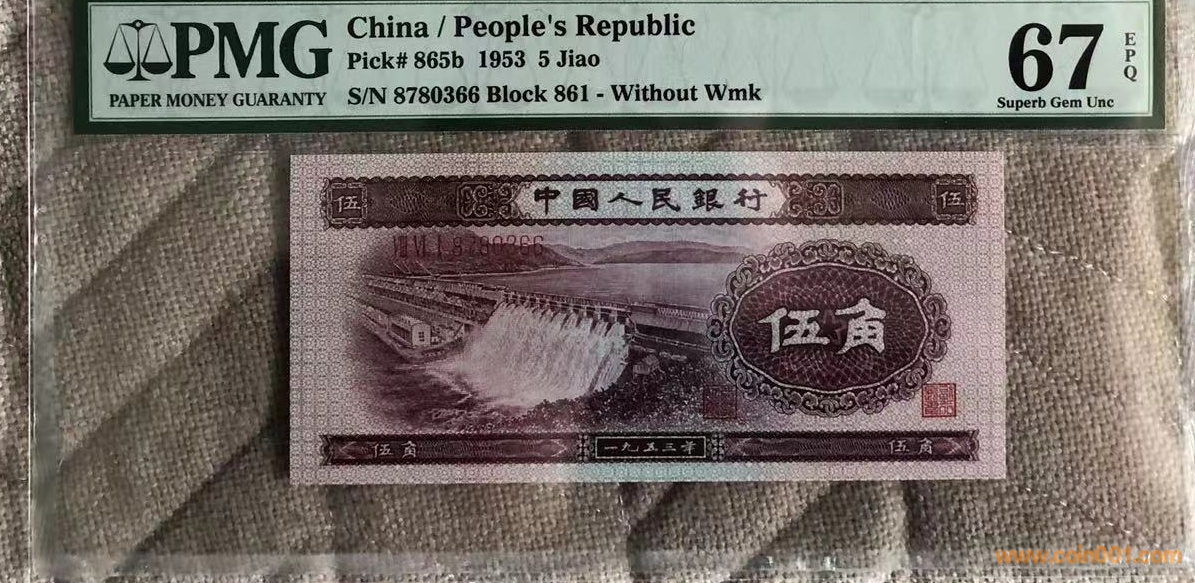 PMG
PAPER MONEY GUARANTY
China / People's Republic
Pick# 865b 1953 5 Jiao
S/N 8780366 Block 861 - Without Wmk
67
EPQ
Superb Gem Unc
伍 中國人民銀行 伍
8780366
伍角
伍角 一九五三年 伍角
www.coin001.com